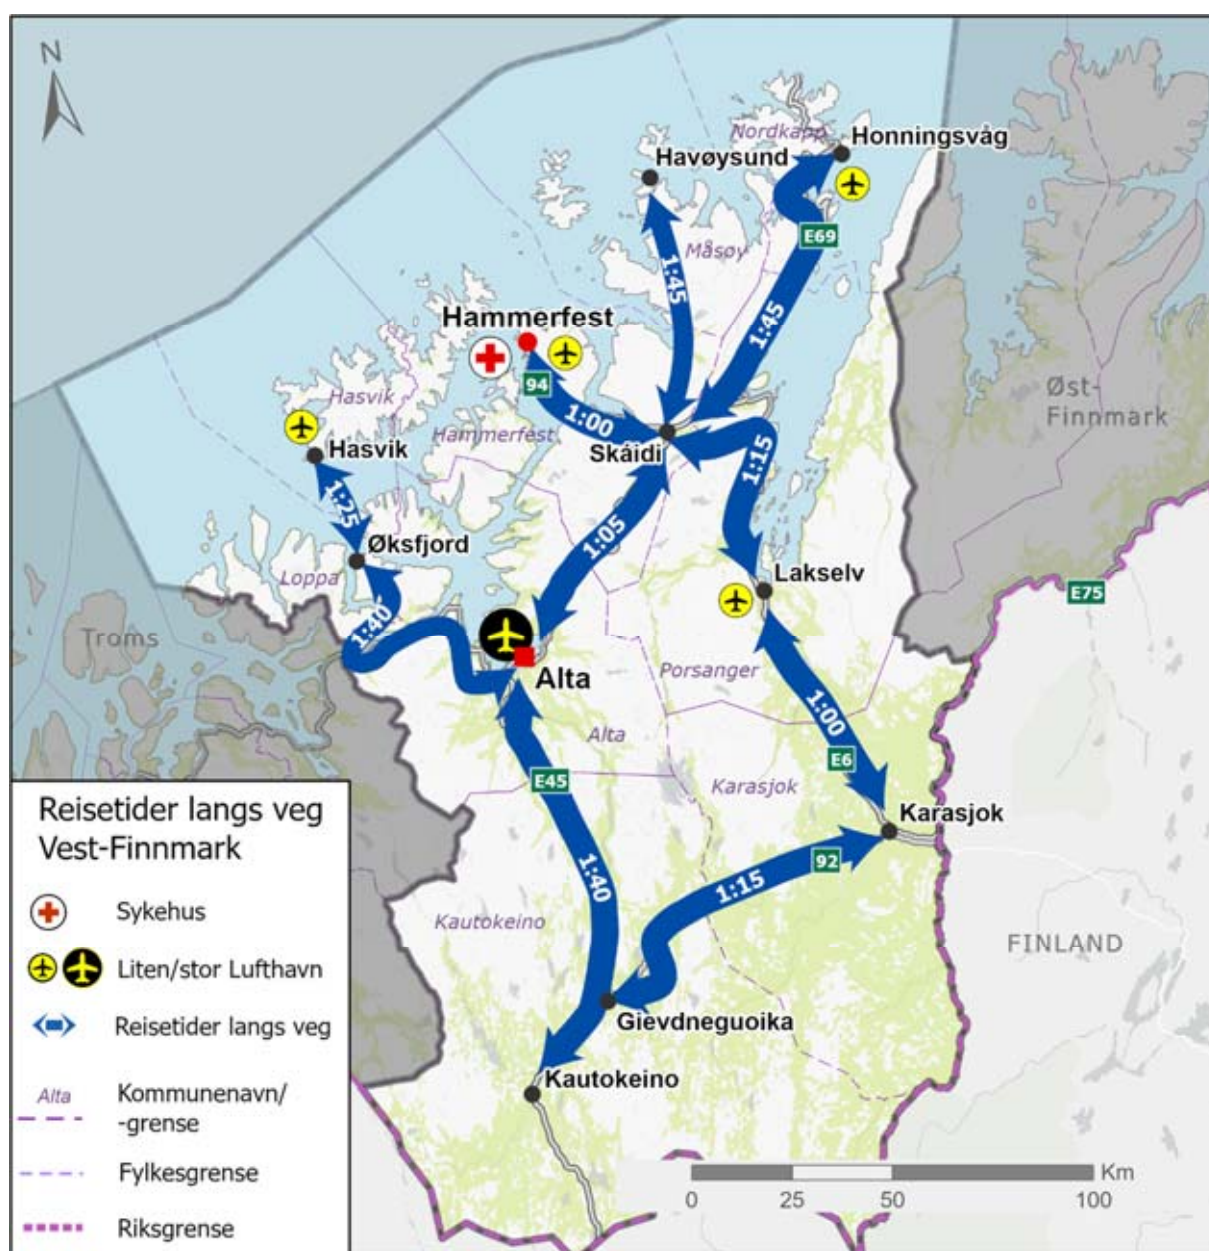 N
Nordkapp
Honningsvåg
Havøysund
E69
Måsøy
1:45
1:45
Hammerfest
94
Øst-
Finnmark
Hasvik
1:00
Hammerfest
Skáidi
1:15
Hasvik
1:25
1:05
Øksfjord
Loppa
Lakselv
E75
1:40
Troms
Alta
Porsanger
1:00
Alta
E6
E45
Karasjok
Karasjok
1:40
92
1:15
Kautokeino
FINLAND
Gievdneguoika
Kautokeino
Reisetider langs veg
Vest-Finnmark
Sykehus
Liten/stor Lufthavn
Reisetider langs veg
Alta
Kommunenavn/
-grense
Fylkesgrense
Riksgrense
Km
0 25 50 100